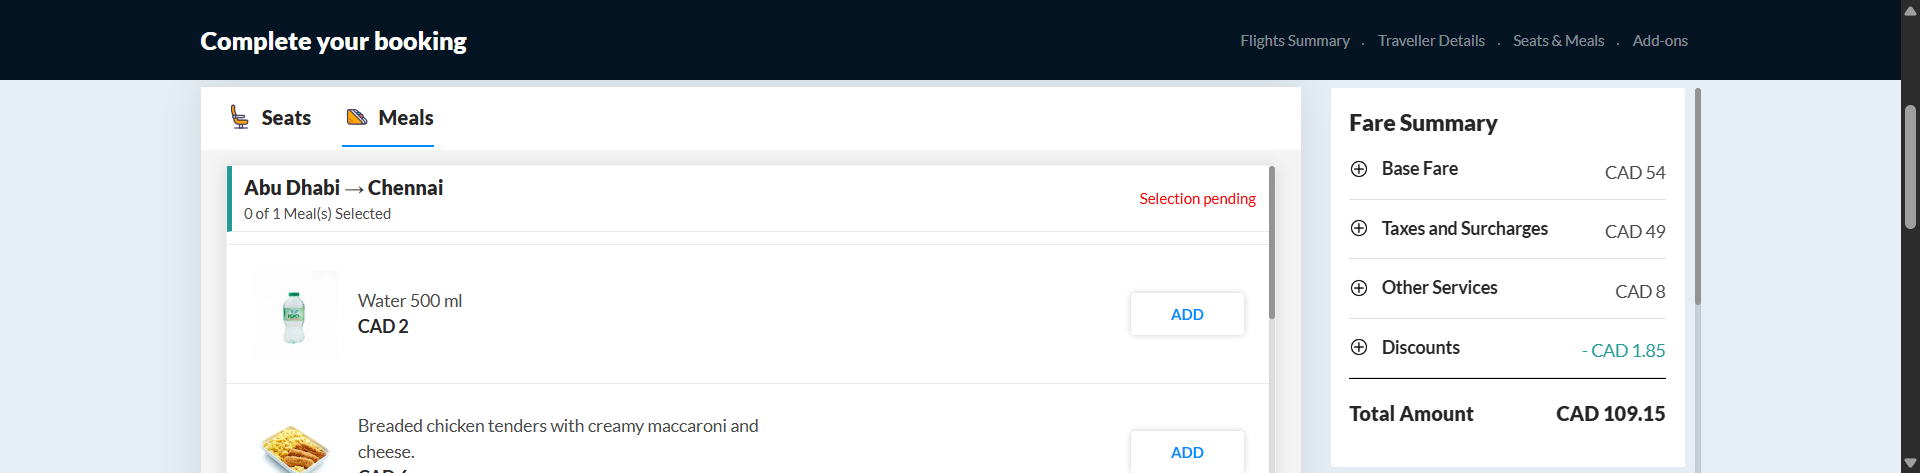 Complete your booking
Flights Summary . Traveller Details . Seats & Meals . Add-ons
Seats
Meals
Abu Dhabi → Chennai
0 of 1 Meal(s) Selected
Selection pending
Water 500 ml
CAD 2
ADD
Breaded chicken tenders with creamy maccaroni and
cheese.
ADD
Fare Summary
Base Fare CAD 54
Taxes and Surcharges CAD 49
Other Services CAD 8
Discounts - CAD 1.85
Total Amount CAD 109.15